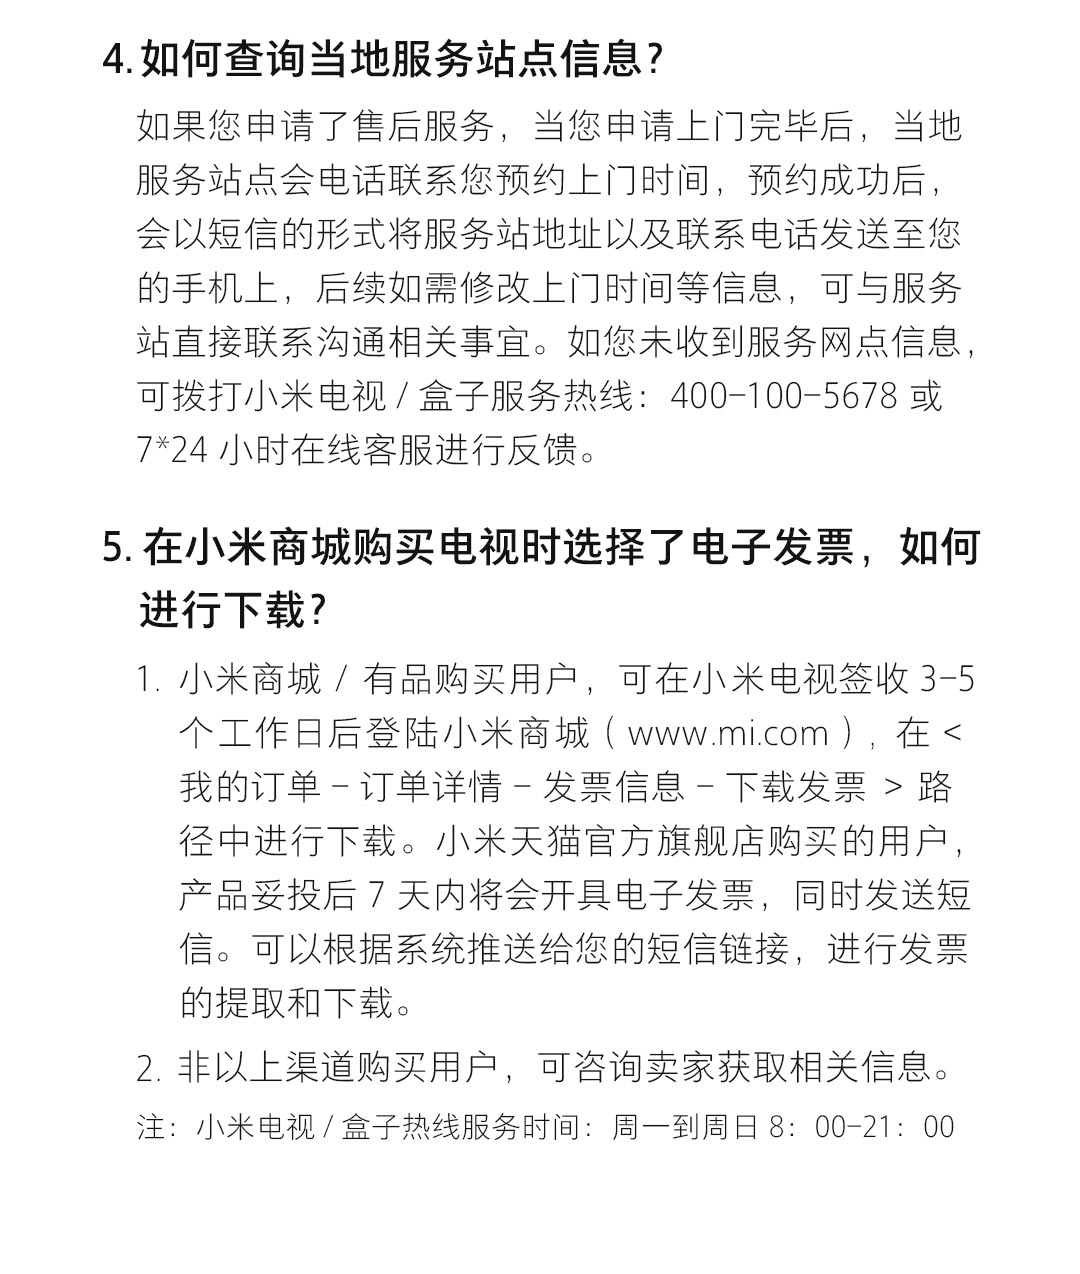 4. 如何查询当地服务站点信息？
如果您申请了售后服务，当您申请上门完毕后，当地
服务站点会电话联系您预约上门时间，预约成功后，
会以短信的形式将服务站地址以及联系电话发送至您
的手机上，后续如需修改上门时间等信息，可与服务
站直接联系沟通相关事宜。如您未收到服务网点信息，
可拨打小米电视 / 盒子服务热线：400-100-5678 或
7*24 小时在线客服进行反馈。
5. 在小米商城购买电视时选择了电子发票，如何
进行下载？
1. 小米商城 / 有品购买用户，可在小米电视签收 3-5
个工作日后登陆小米商城（www.mi.com），在 <
我的订单 - 订单详情 - 发票信息 - 下载发票 > 路
径中进行下载。小米天猫官方旗舰店购买的用户，
产品妥投后 7 天内将会开具电子发票，同时发送短
信。可以根据系统推送给您的短信链接，进行发票
的提取和下载。
2. 非以上渠道购买用户，可咨询卖家获取相关信息。
注：小米电视 / 盒子热线服务时间：周一到周日 8：00-21：00